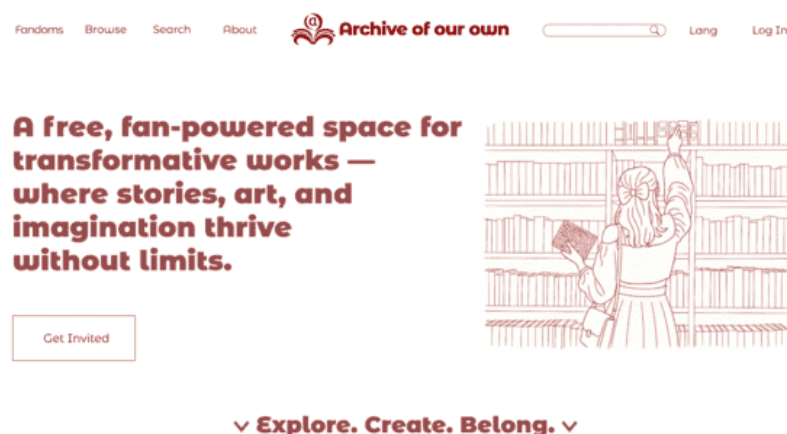 Fandoms Browse Search About @ Archive of our own Lang Log In
A free, fan-powered space for
transformative works —
where stories, art, and
imagination thrive
without limits.
Get Invited
Explore. Create. Belong.